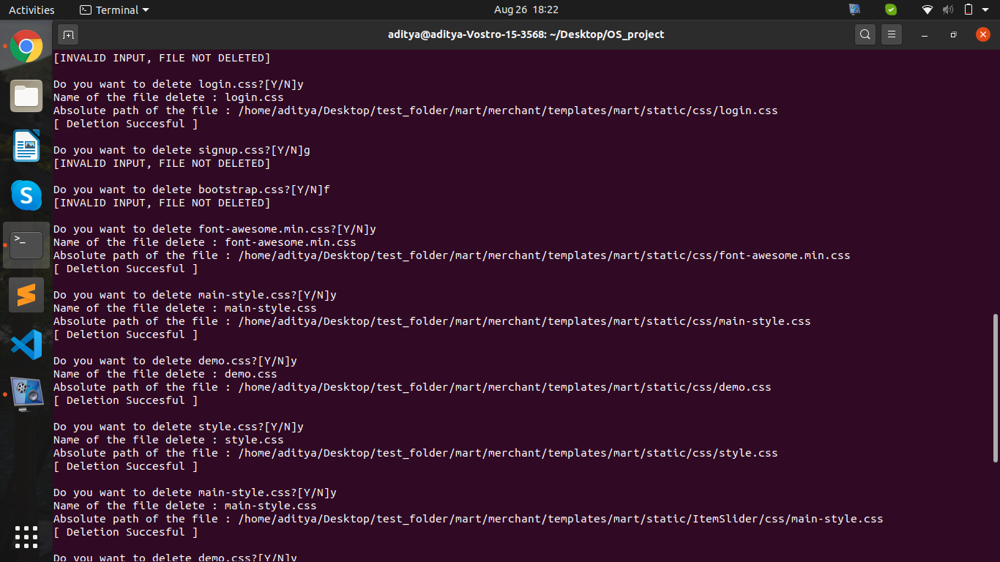 Activities
Terminal
Aug 26 18:22
aditya@aditya-Vostro-15-3568: ~/Desktop/OS_project
[INVALID INPUT, FILE NOT DELETED]
Do you want to delete login.css?[Y/N]y
Name of the file delete : login.css
Absolute path of the file : /home/aditya/Desktop/test_folder/mart/merchant/templates/mart/static/css/login.css
[ Deletion Succesful ]
Do you want to delete signup.css?[Y/N]g
[INVALID INPUT, FILE NOT DELETED]
Do you want to delete bootstrap.css?[Y/N]f
[INVALID INPUT, FILE NOT DELETED]
Do you want to delete font-awesome.min.css?[Y/N]y
Name of the file delete : font-awesome.min.css
Absolute path of the file : /home/aditya/Desktop/test_folder/mart/merchant/templates/mart/static/css/font-awesome.min.css
[ Deletion Succesful ]
Do you want to delete main-style.css?[Y/N]y
Name of the file delete : main-style.css
Absolute path of the file : /home/aditya/Desktop/test_folder/mart/merchant/templates/mart/static/css/main-style.css
[ Deletion Succesful ]
Do you want to delete demo.css?[Y/N]y
Name of the file delete : demo.css
Absolute path of the file : /home/aditya/Desktop/test_folder/mart/merchant/templates/mart/static/css/demo.css
[ Deletion Succesful ]
Do you want to delete style.css?[Y/N]y
Name of the file delete : style.css
Absolute path of the file : /home/aditya/Desktop/test_folder/mart/merchant/templates/mart/static/css/style.css
[ Deletion Succesful ]
Do you want to delete main-style.css?[Y/N]y
Name of the file delete : main-style.css
Absolute path of the file : /home/aditya/Desktop/test_folder/mart/merchant/templates/mart/static/ItemSlider/css/main-style.css
[ Deletion Succesful ]
Do you want to delete demo.css?[Y/N]y